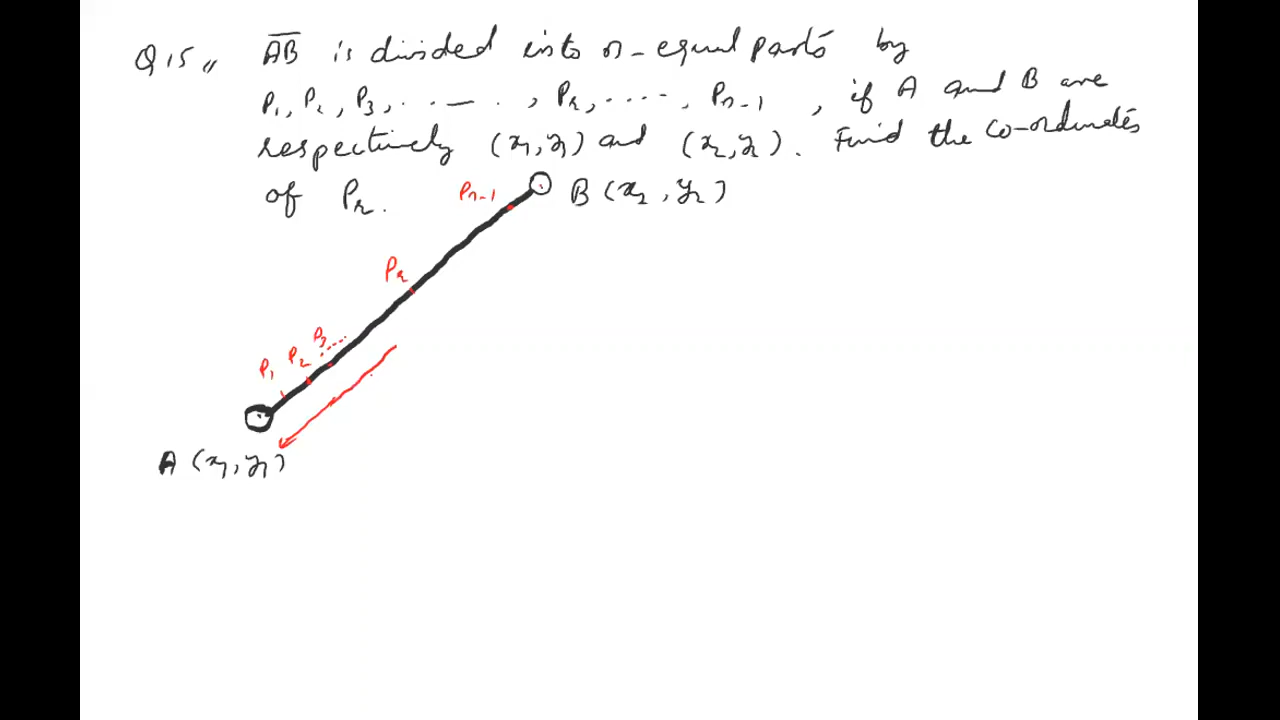 Q15,, AB is divided into n-equal parts by
P1, P2, P3, ..-.., Pr, ...., Pn-1, if A and B are
respectively (x1, y1) and (x2, y2). Find the co-ordinates
of Pr.
Pn-1
B (x2, y2)
Pr
P3....
P2
P1
A (x1, y1)